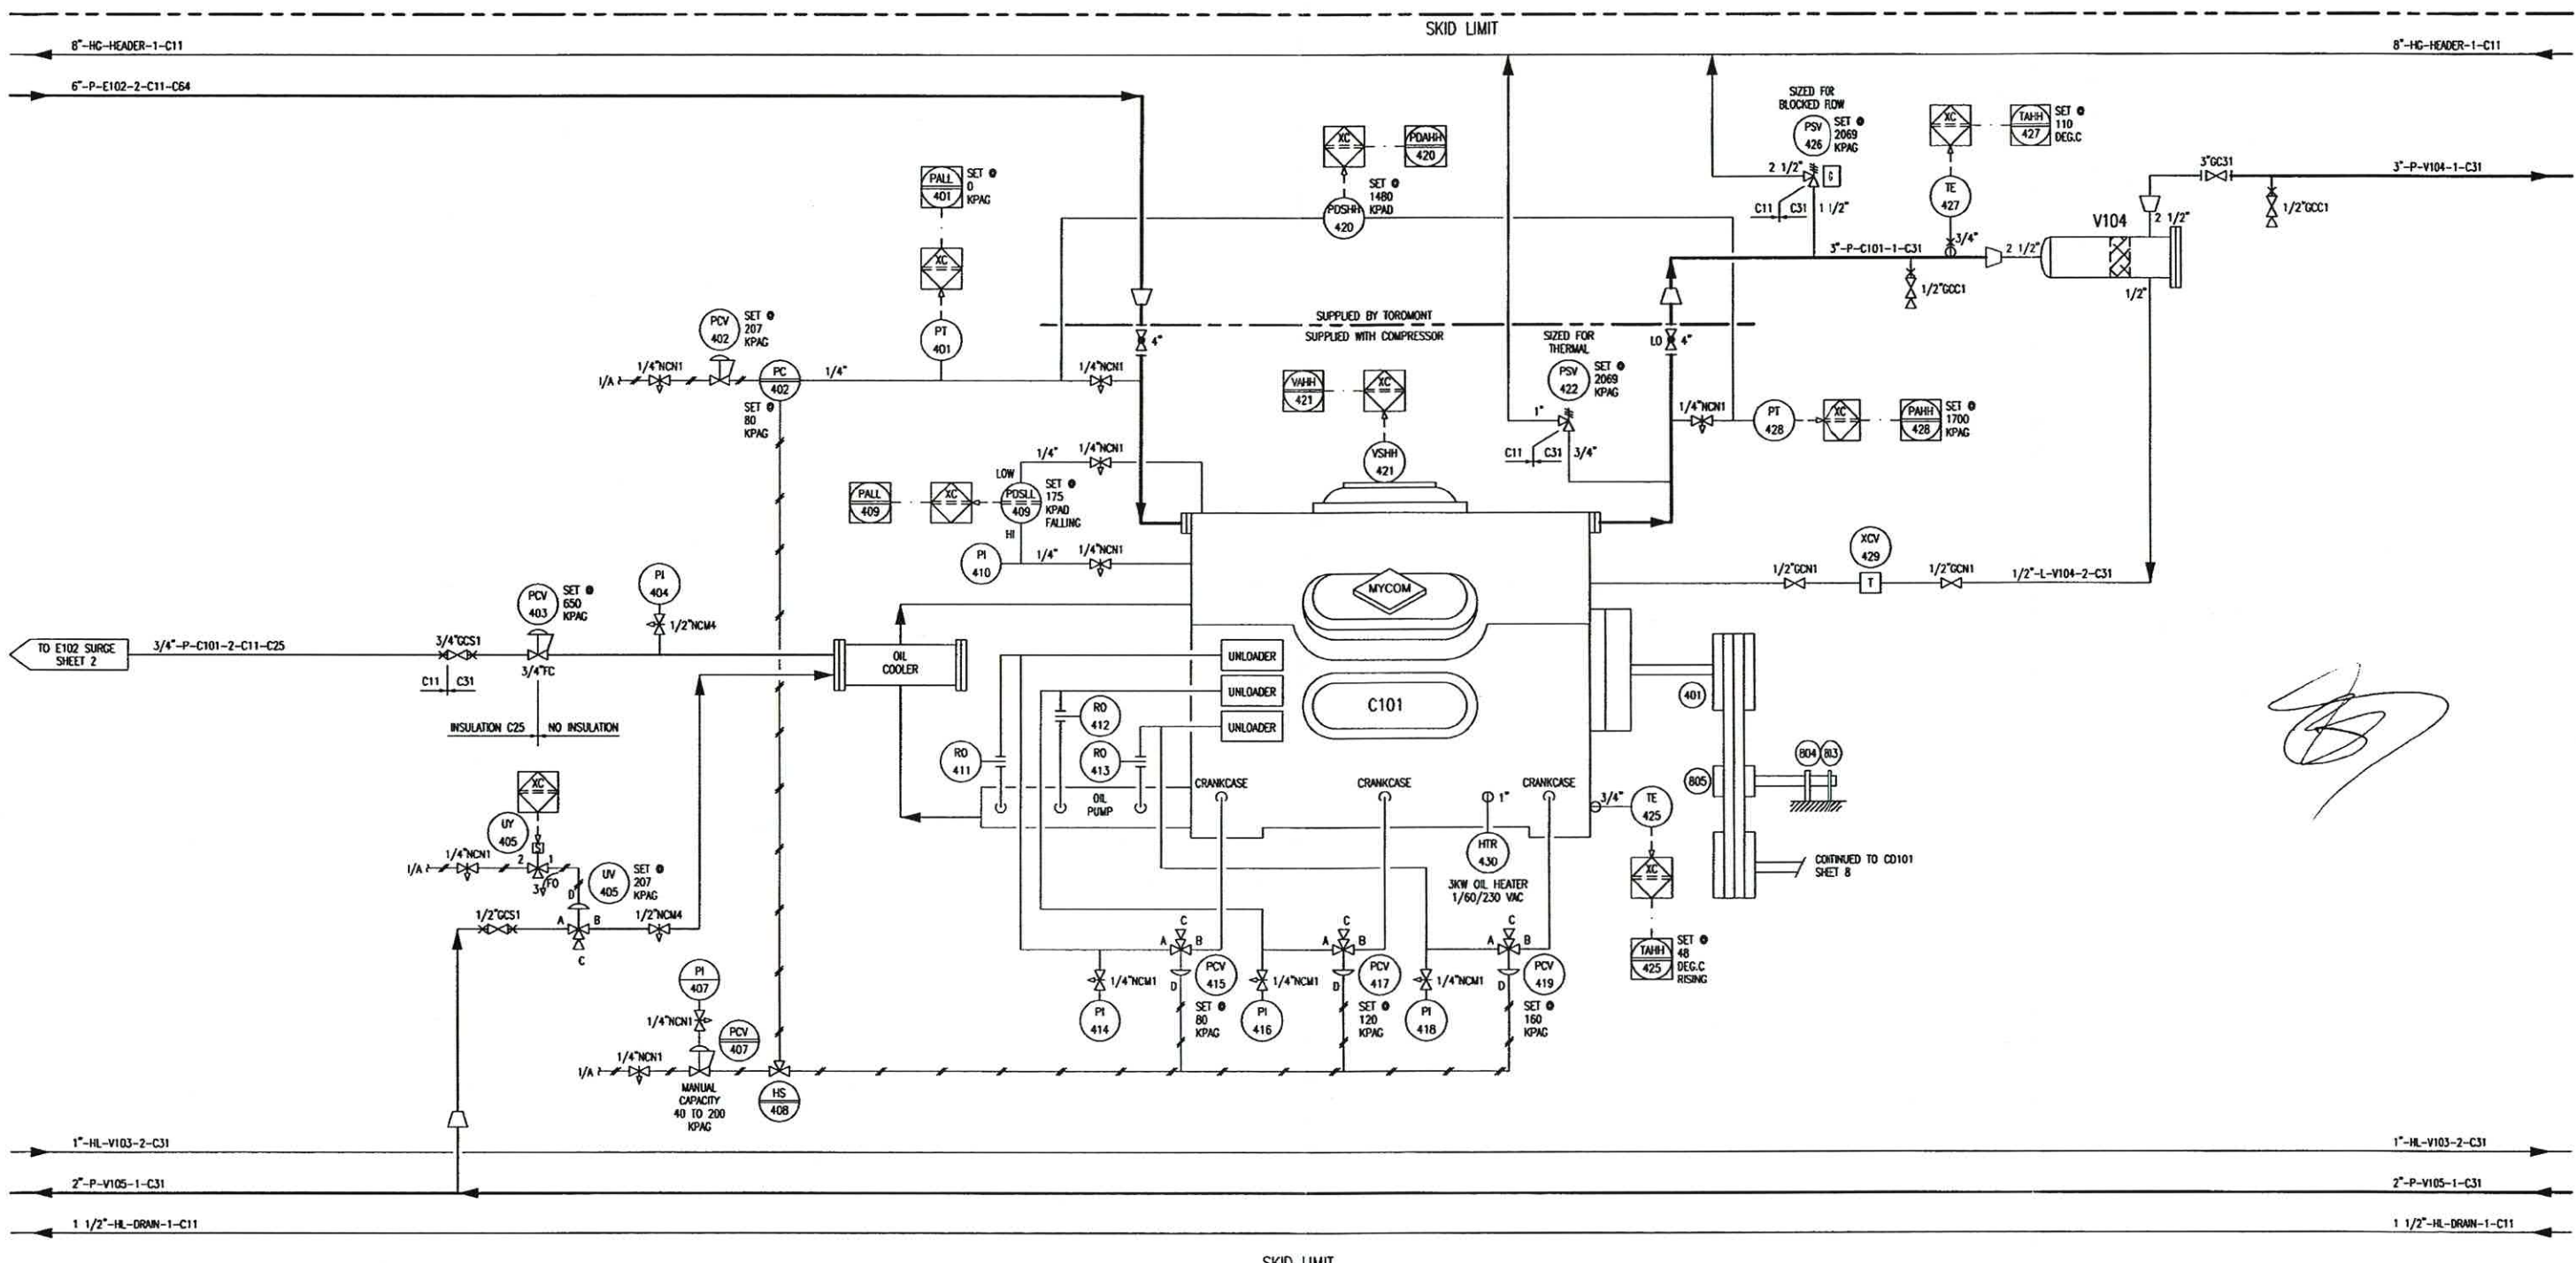 SKID LIMIT
8"-HG-HEADER-1-C11
8"-HG-HEADER-1-C11
6"-P-E102-2-C11-C64
SIZED FOR
BLOCKED FLOW
PSV
426
SET @
2069
KPAG
XC
TAHH
427
SET @
110
DEG.C
XC
PDAHH
420
SET @
1480
KPAD
PDSHH
420
PALL
401
SET @
0
KPAG
XC
PT
401
2 1/2"
G
C11
C31
1 1/2"
TE
427
3/4"
3"GC31
3"-P-V104-1-C31
1/2"GCC1
V104
2 1/2"
3"-P-C101-1-C31
2 1/2"
1/2"
1/2"GCC1
SUPPLIED BY TOROMONT
SUPPLIED WITH COMPRESSOR
4"
LO
4"
SIZED FOR
THERMAL
PSV
422
SET @
2069
KPAG
1"
C11
C31
3/4"
PCV
402
SET @
207
KPAG
I/A
1/4"NCN1
PC
402
SET @
80
KPAG
1/4"
1/4"NCN1
VAHH
421
XC
VSHH
421
1/4"NCN1
PT
428
XC
PAHH
428
SET @
1700
KPAG
1/4"
1/4"NCN1
LOW
PALL
409
XC
PDSLL
409
SET @
175
KPAD
FALLING
HI
PI
410
1/4"
1/4"NCN1
XCV
429
1/2"GCN1
T
1/2"GCN1
1/2"-L-V104-2-C31
MYCOM
C101
TO E102 SURGE
SHEET 2
3/4"-P-C101-2-C11-C25
3/4"GCS1
C11
C31
PCV
403
SET @
650
KPAG
3/4"FC
PI
404
1/2"NCM4
INSULATION C25
NO INSULATION
OIL
COOLER
UNLOADER
UNLOADER
UNLOADER
RO
412
RO
411
RO
413
OIL
PUMP
CRANKCASE
CRANKCASE
CRANKCASE
1"
HTR
430
3KW OIL HEATER
1/60/230 VAC
3/4"
TE
425
XC
TAHH
425
SET @
48
DEG.C
RISING
401
804
813
805
CONTINUED TO CD101
SHEET 8
XC
UY
405
S
I/A
1/4"NCN1
2
1
3
FO
D
UV
405
SET @
207
KPAG
1/2"GCS1
A
B
C
1/2"NCM4
C
A
B
D
1/4"NCM1
PI
414
PCV
415
SET @
80
KPAG
C
A
B
D
1/4"NCM1
PI
416
PCV
417
SET @
120
KPAG
C
A
B
D
1/4"NCM1
PI
418
PCV
419
SET @
160
KPAG
PI
407
1/4"NCN1
PCV
407
I/A
1/4"NCN1
MANUAL
CAPACITY
40 TO 200
KPAG
HS
408
1"-HL-V103-2-C31
1"-HL-V103-2-C31
2"-P-V105-1-C31
2"-P-V105-1-C31
1 1/2"-HL-DRAIN-1-C11
1 1/2"-HL-DRAIN-1-C11
SKID LIMIT